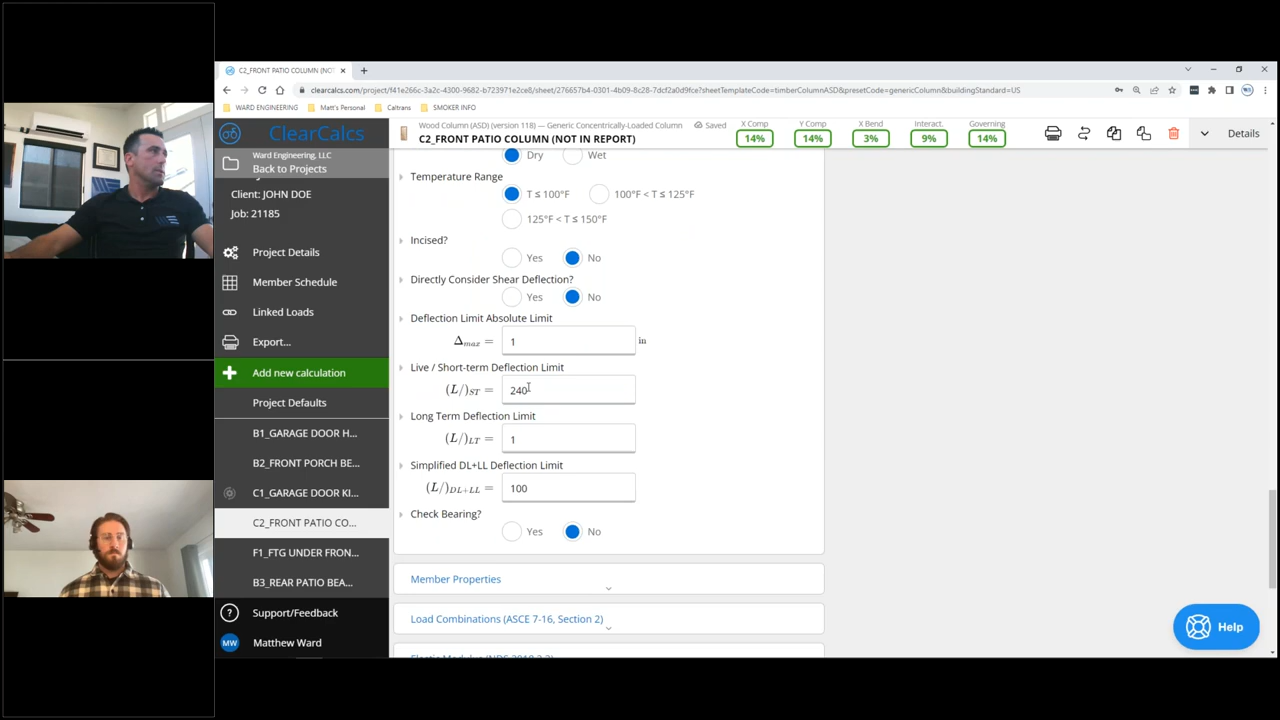 C2_FRONT PATIO COLUMN (NO
clearcalcs.com/project/f41e266c-3a2c-4300-9682-b723971e2ce8/sheet/276657b4-0301-4b09-8c28-7dcf2a0d9fce?sheetTemplateCode=timberColumnASD&presetCode=genericColumn&buildingStandard=US
WARD ENGINEERING
Matt's Personal
Caltrans
SMOKER INFO
ClearCalcs
Wood Column (ASD) (version 118) — Generic Concentrically-Loaded Column
Saved
C2_FRONT PATIO COLUMN (NOT IN REPORT)
X Comp
14%
Y Comp
14%
X Bend
3%
Interact.
9%
Governing
14%
Details
Ward Engineering, LLC
Back to Projects
Client: JOHN DOE
Job: 21185
Project Details
Member Schedule
Linked Loads
Export...
Add new calculation
Project Defaults
B1_GARAGE DOOR H...
B2_FRONT PORCH BE...
C1_GARAGE DOOR KI...
C2_FRONT PATIO CO...
F1_FTG UNDER FRON...
B3_REAR PATIO BEA...
? Support/Feedback
MW Matthew Ward
Dry Wet
Temperature Range
T ≤ 100°F 100°F < T ≤ 125°F
125°F < T ≤ 150°F
Incised?
Yes No
Directly Consider Shear Deflection?
Yes No
Deflection Limit Absolute Limit
Δmax = 1 in
Live / Short-term Deflection Limit
(L/)ST = 240
Long Term Deflection Limit
(L/)LT = 1
Simplified DL+LL Deflection Limit
(L/)DL+LL = 100
Check Bearing?
Yes No
Member Properties
Load Combinations (ASCE 7-16, Section 2)
Help